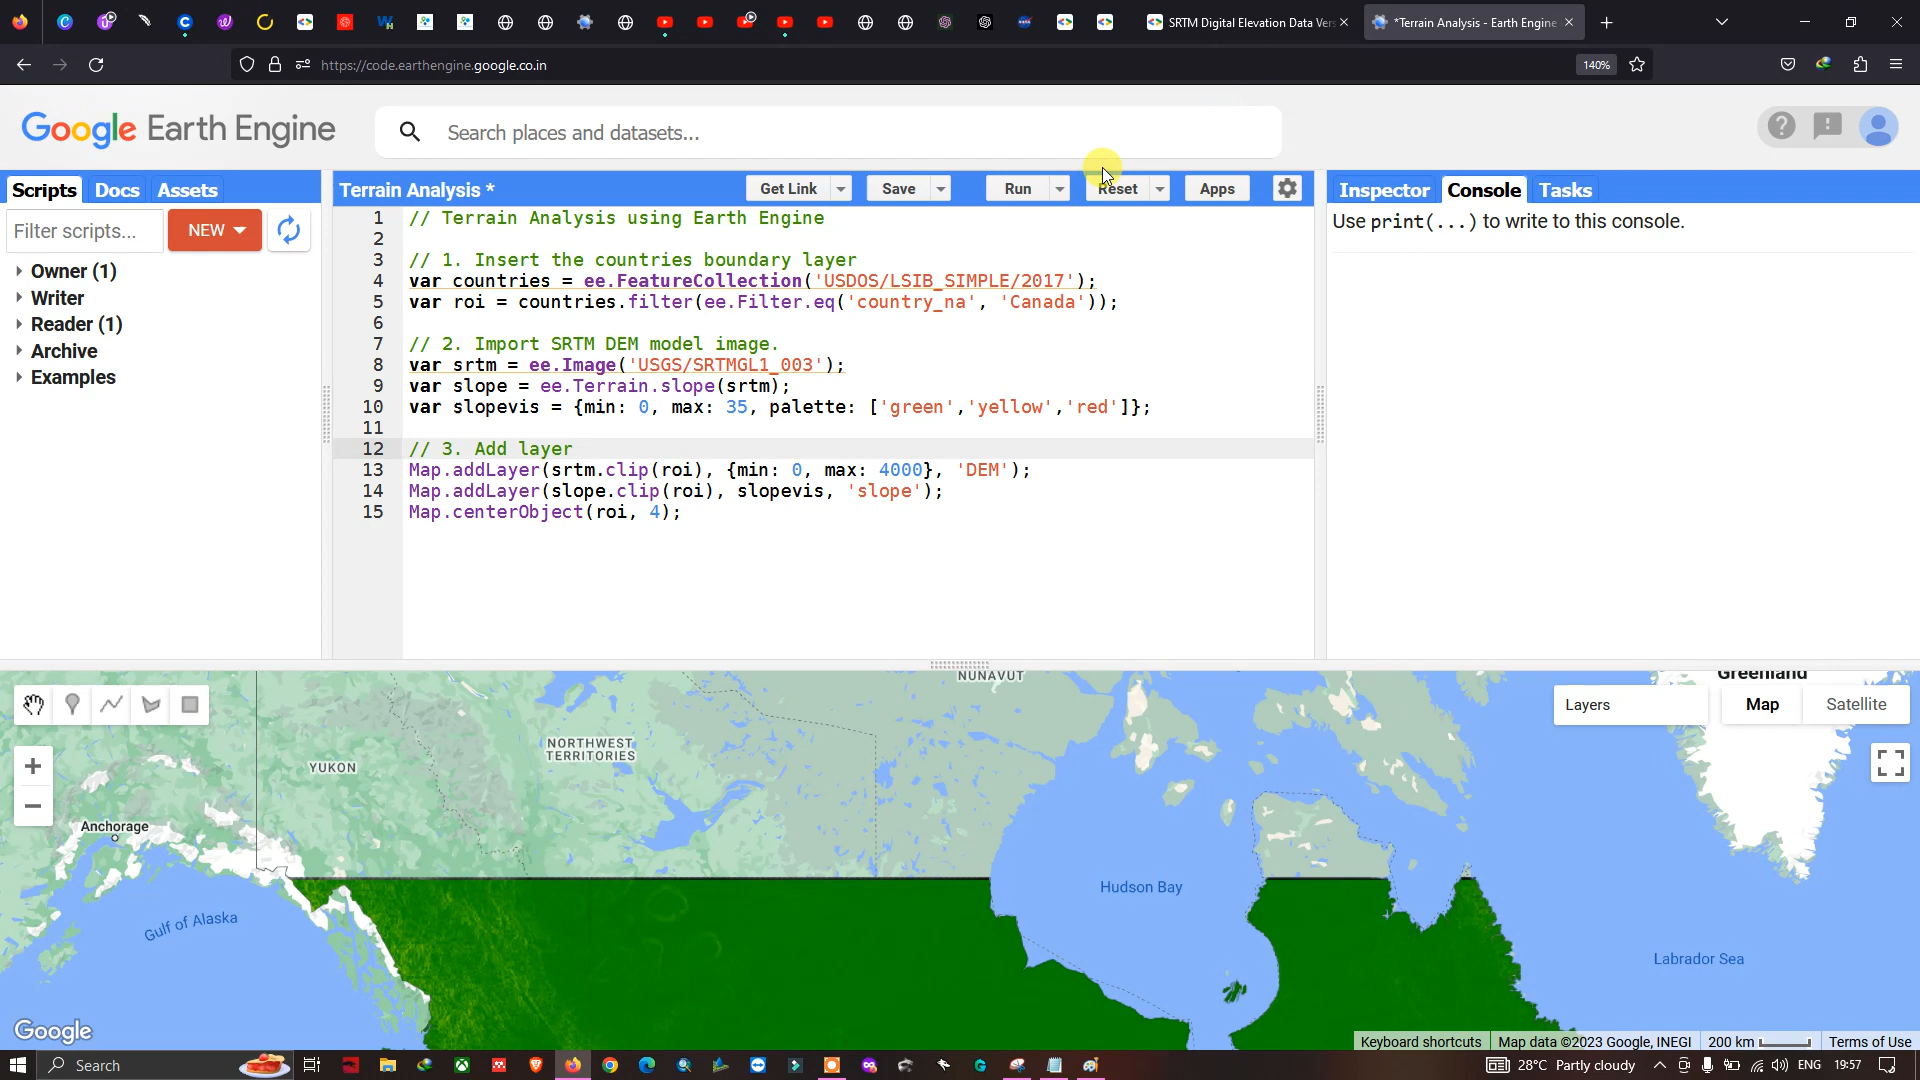 SRTM Digital Elevation Data Vers
*Terrain Analysis - Earth Engine
https://code.earthengine.google.co.in
140%
Google Earth Engine
Search places and datasets...
Scripts Docs Assets
Terrain Analysis *
Get Link Save Run Reset Apps
Inspector Console Tasks
Filter scripts...
NEW
Owner (1)
Writer
Reader (1)
Archive
Examples
1 // Terrain Analysis using Earth Engine
2
3 // 1. Insert the countries boundary layer
4 var countries = ee.FeatureCollection('USDOS/LSIB_SIMPLE/2017');
5 var roi = countries.filter(ee.Filter.eq('country_na', 'Canada'));
6
7 // 2. Import SRTM DEM model image.
8 var srtm = ee.Image('USGS/SRTMGL1_003');
9 var slope = ee.Terrain.slope(srtm);
10 var slopevis = {min: 0, max: 35, palette: ['green','yellow','red']};
11
12 // 3. Add layer
13 Map.addLayer(srtm.clip(roi), {min: 0, max: 4000}, 'DEM');
14 Map.addLayer(slope.clip(roi), slopevis, 'slope');
15 Map.centerObject(roi, 4);
Use print(...) to write to this console.
NUNAVUT
Greenland
Layers
Map
Satellite
NORTHWEST
TERRITORIES
YUKON
Anchorage
Hudson Bay
Gulf of Alaska
Labrador Sea
Google
Keyboard shortcuts
Map data ©2023 Google, INEGI
200 km
Terms of Use
Search
28°C Partly cloudy
ENG
19:57